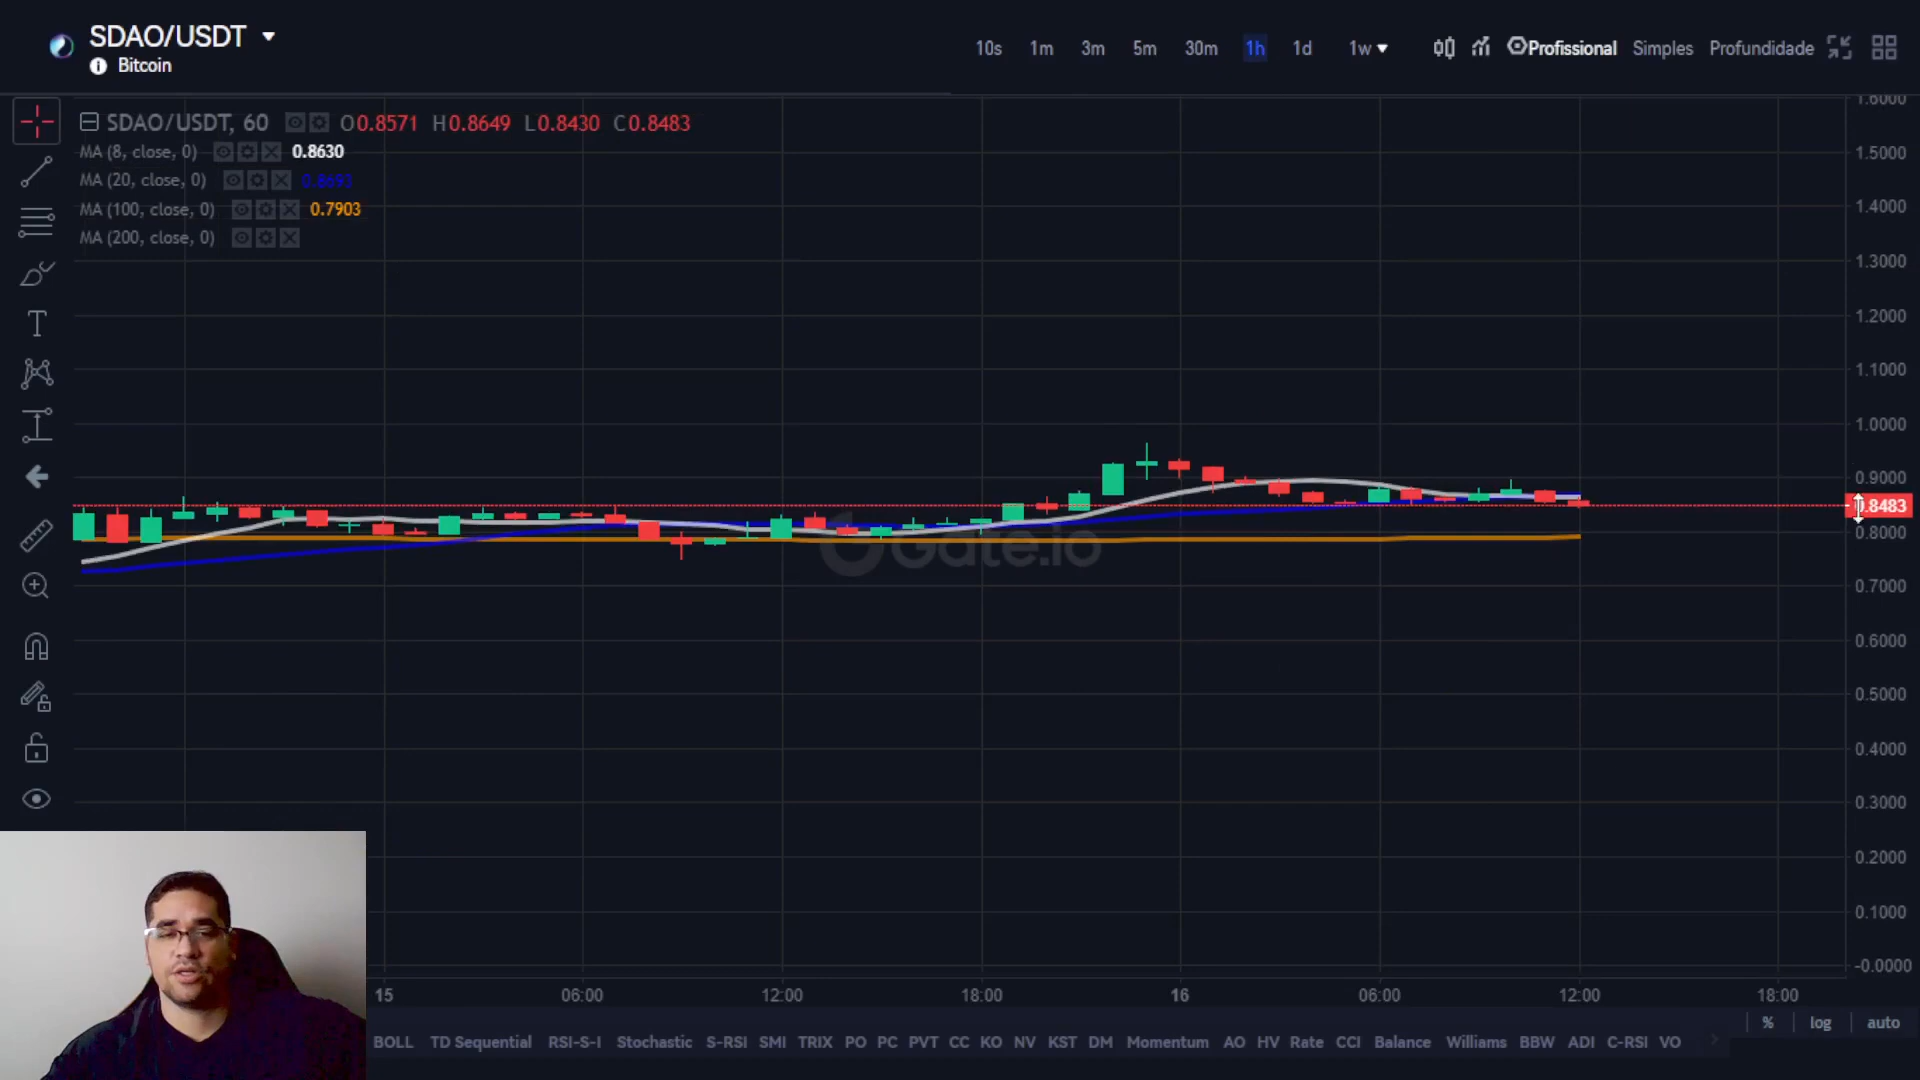 SDAO/USDT
Bitcoin
10s 1m 3m 5m 30m 1h 1d 1w Profissional Simples Profundidade
SDAO/USDT, 60 O0.8571 H0.8649 L0.8430 C0.8483
MA (8, close, 0) 0.8630
MA (20, close, 0) 0.8693
MA (100, close, 0) 0.7903
MA (200, close, 0)
1.6000
1.5000
1.4000
1.3000
1.2000
1.1000
1.0000
0.9000
0.8483
0.8000
0.7000
0.6000
0.5000
0.4000
0.3000
0.2000
0.1000
-0.0000
Gate.io
15 06:00 12:00 18:00 16 06:00 12:00 18:00
% log auto
BOLL TD Sequential RSI-S-I Stochastic S-RSI SMI TRIX PO PC PVT CC KO NV KST DM Momentum AO HV Rate CCI Balance Williams BBW ADI C-RSI VO